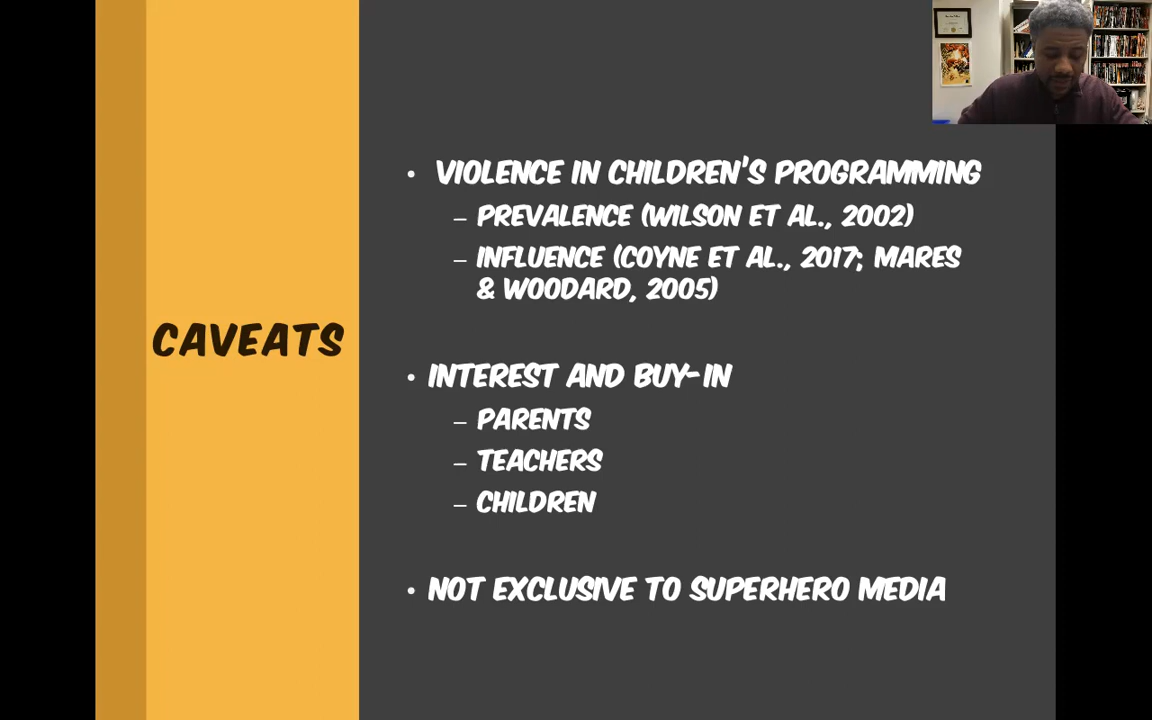 CAVEATS
• VIOLENCE IN CHILDREN'S PROGRAMMING
– PREVALENCE (WILSON ET AL., 2002)
– INFLUENCE (COYNE ET AL., 2017; MARES
& WOODARD, 2005)
• INTEREST AND BUY-IN
– PARENTS
– TEACHERS
– CHILDREN
• NOT EXCLUSIVE TO SUPERHERO MEDIA